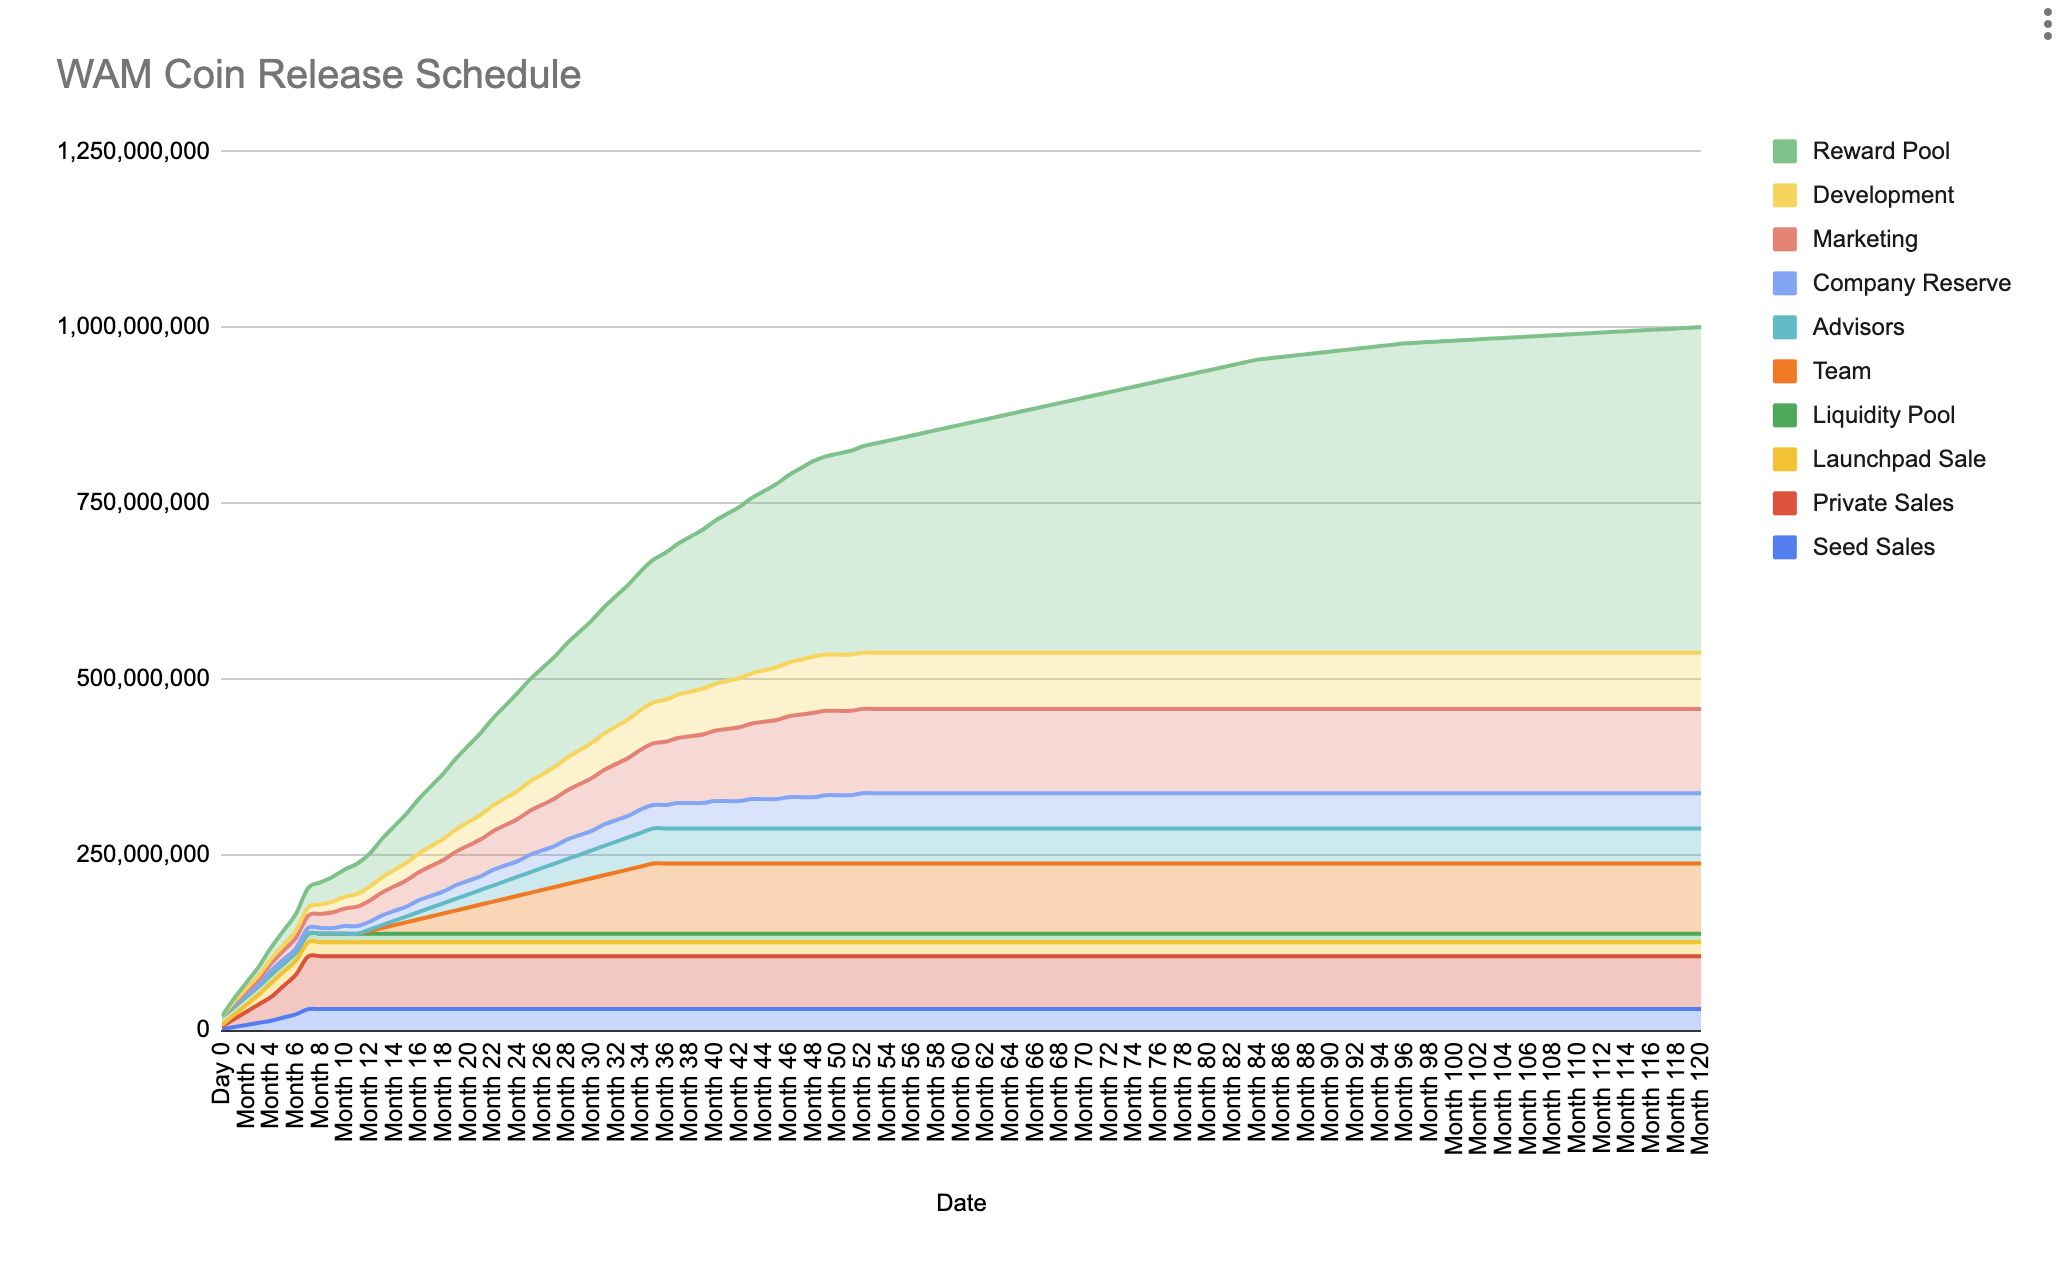 WAM Coin Release Schedule
1,250,000,000
1,000,000,000
750,000,000
500,000,000
250,000,000
0
Reward Pool
Development
Marketing
Company Reserve
Advisors
Team
Liquidity Pool
Launchpad Sale
Private Sales
Seed Sales
Day 0
Month 2
Month 4
Month 6
Month 8
Month 10
Month 12
Month 14
Month 16
Month 18
Month 20
Month 22
Month 24
Month 26
Month 28
Month 30
Month 32
Month 34
Month 36
Month 38
Month 40
Month 42
Month 44
Month 46
Month 48
Month 50
Month 52
Month 54
Month 56
Month 58
Month 60
Month 62
Month 64
Month 66
Month 68
Month 70
Month 72
Month 74
Month 76
Month 78
Month 80
Month 82
Month 84
Month 86
Month 88
Month 90
Month 92
Month 94
Month 96
Month 98
Month 100
Month 102
Month 104
Month 106
Month 108
Month 110
Month 112
Month 114
Month 116
Month 118
Month 120
Date